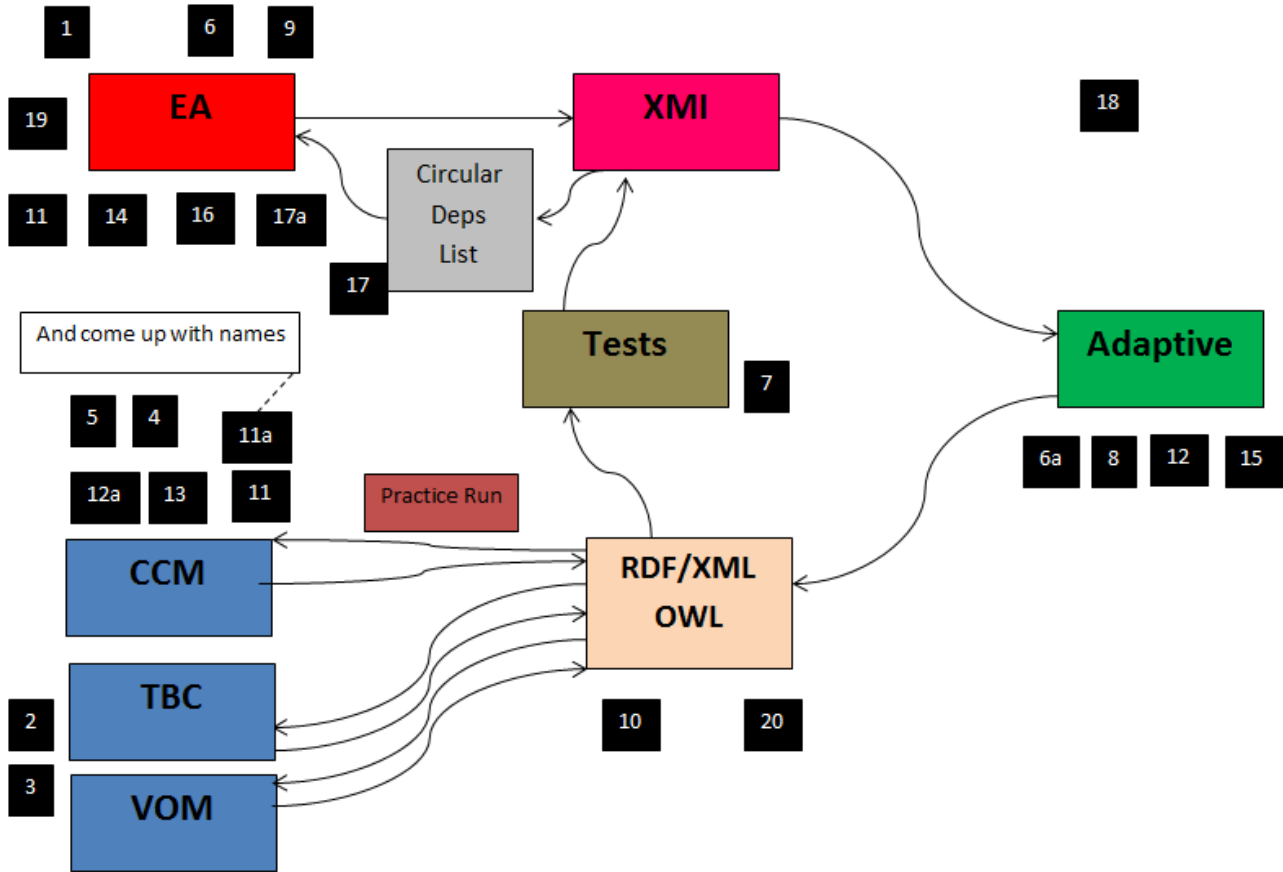 1
6
9
EA
XMI
18
19
Circular
Deps
List
11
14
16
17a
17
And come up with names
Tests
Adaptive
7
5
4
11a
6a
8
12
15
12a
13
11
Practice Run
CCM
RDF/XML
OWL
TBC
2
10
20
3
VOM